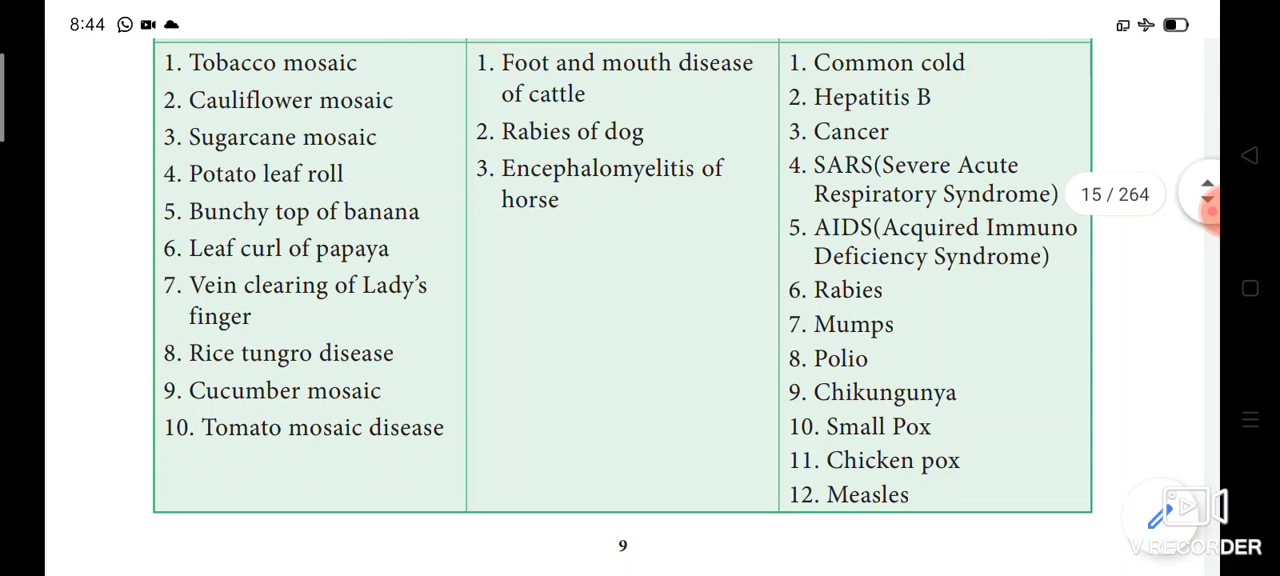 8:44
1. Tobacco mosaic
2. Cauliflower mosaic
3. Sugarcane mosaic
4. Potato leaf roll
5. Bunchy top of banana
6. Leaf curl of papaya
7. Vein clearing of Lady's
finger
8. Rice tungro disease
9. Cucumber mosaic
10. Tomato mosaic disease
1. Foot and mouth disease
of cattle
2. Rabies of dog
3. Encephalomyelitis of
horse
1. Common cold
2. Hepatitis B
3. Cancer
4. SARS(Severe Acute
Respiratory Syndrome)
5. AIDS(Acquired Immuno
Deficiency Syndrome)
6. Rabies
7. Mumps
8. Polio
9. Chikungunya
10. Small Pox
11. Chicken pox
12. Measles
15 / 264
9
V RECORDER